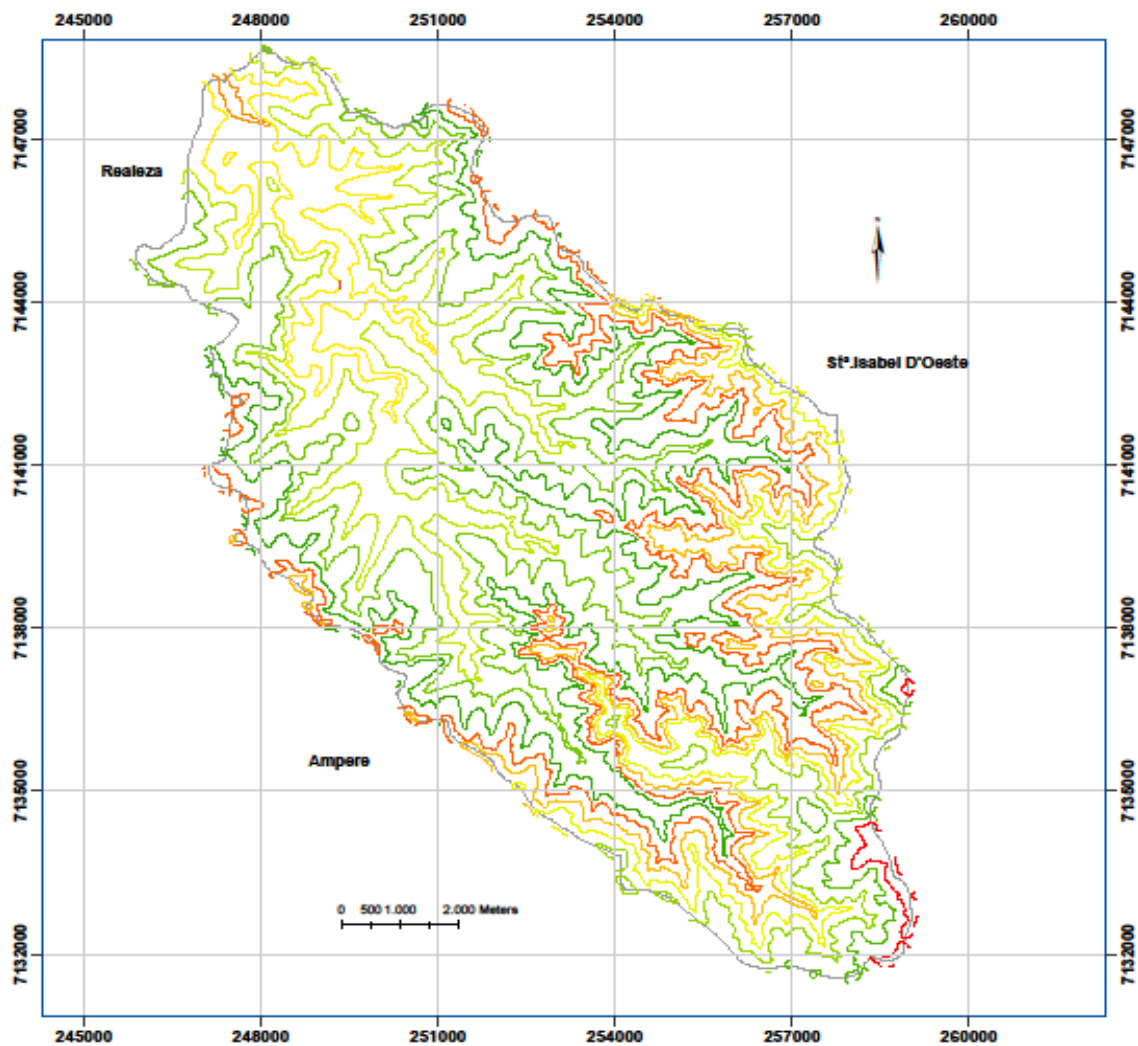 245000 248000 251000 254000 257000 260000
7147000 7147000
Realeza
7144000 7144000
Stª.Isabel D'Oeste
7141000 7141000
7138000 7138000
Ampere
7135000 7135000
0 500 1.000 2.000 Meters
7132000 7132000
245000 248000 251000 254000 257000 260000